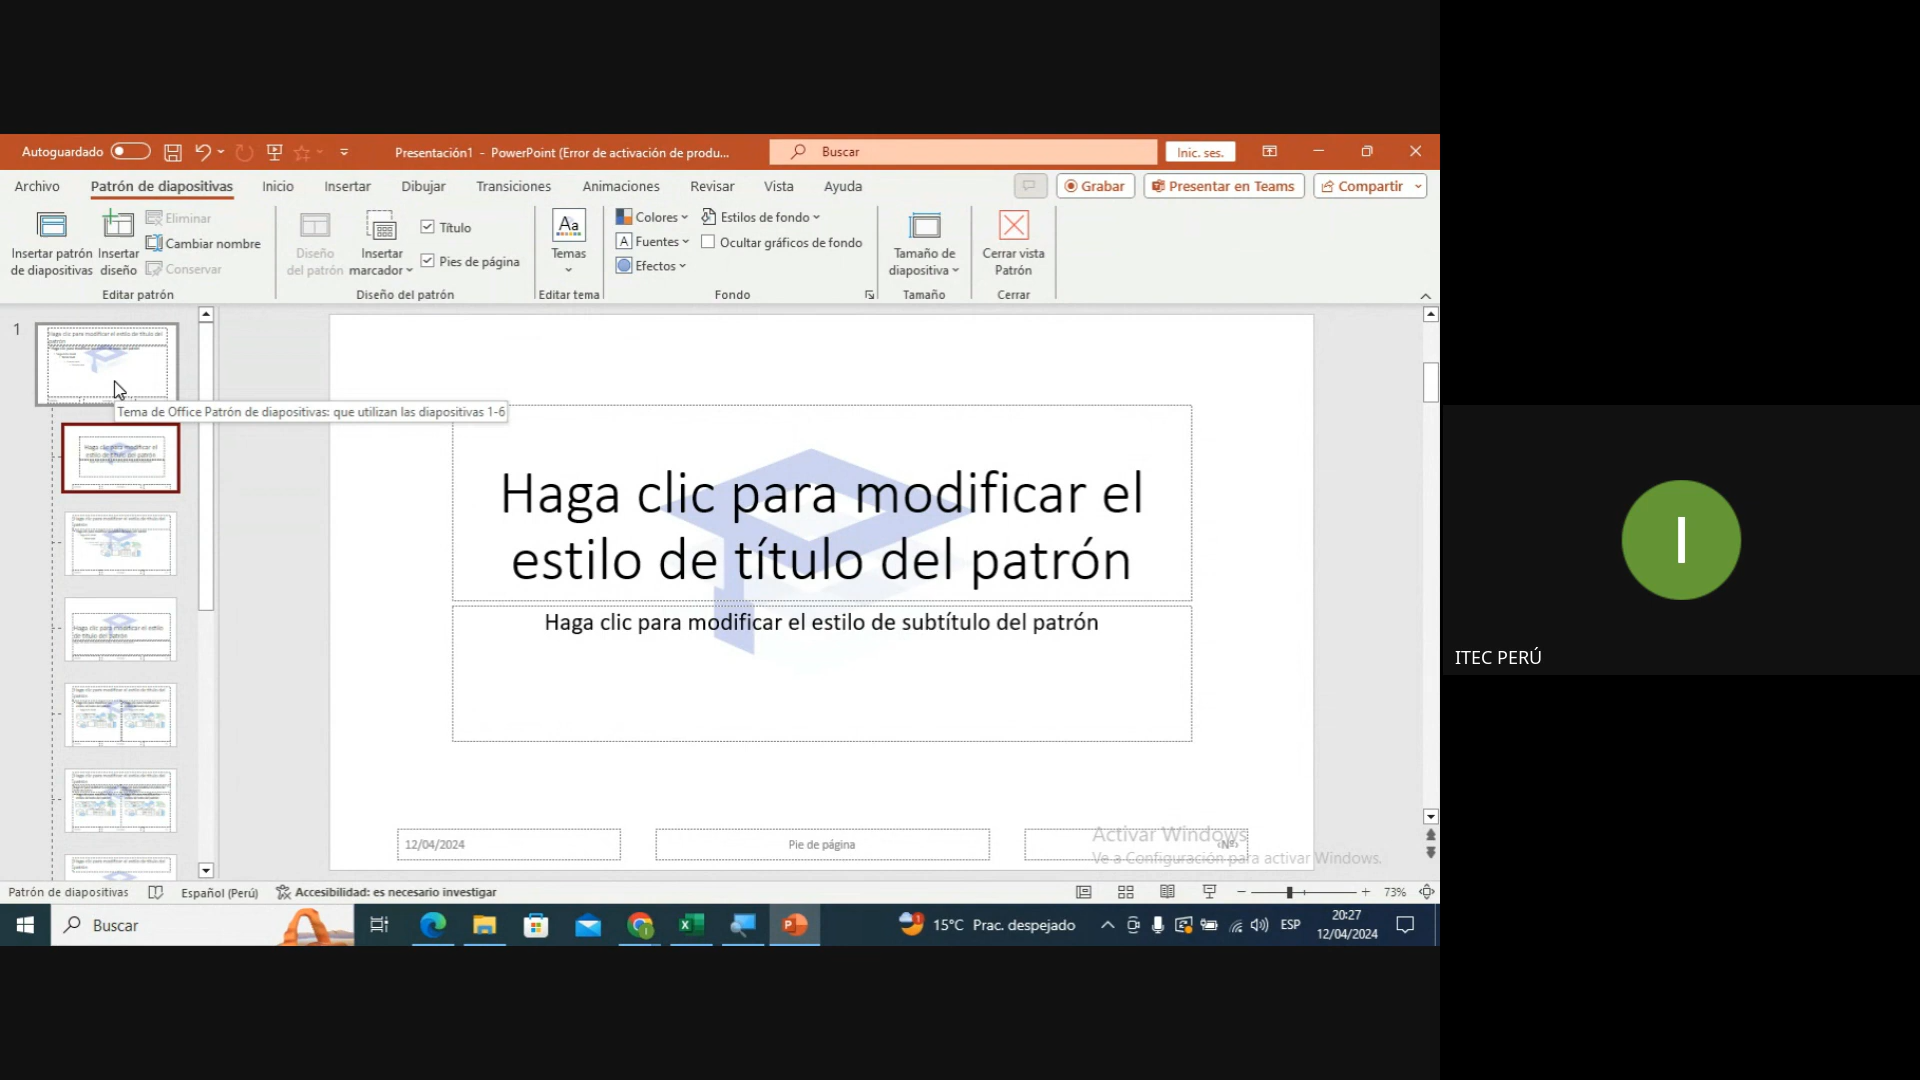 Autoguardado
Presentación1 - PowerPoint (Error de activación de produ...
Buscar
Inic. ses.
Archivo
Patrón de diapositivas
Inicio
Insertar
Dibujar
Transiciones
Animaciones
Revisar
Vista
Ayuda
Grabar
Presentar en Teams
Compartir
Insertar patrón de diapositivas
Insertar diseño
Eliminar
Cambiar nombre
Conservar
Editar patrón
Diseño del patrón
Insertar marcador
Título
Pies de página
Diseño del patrón
Aa
Temas
Editar tema
Colores
A Fuentes
Efectos
Estilos de fondo
Ocultar gráficos de fondo
Fondo
Tamaño de diapositiva
Tamaño
Cerrar vista Patrón
Cerrar
1
Tema de Office Patrón de diapositivas: que utilizan las diapositivas 1-6
Haga clic para modificar el
estilo de título del patrón
Haga clic para modificar el estilo de subtítulo del patrón
12/04/2024
Pie de página
‹Nº›
Activar Windows
Ve a Configuración para activar Windows.
Patrón de diapositivas
Español (Perú)
Accesibilidad: es necesario investigar
73%
Buscar
15°C Prac. despejado
ESP
20:27
12/04/2024
I
ITEC PERÚ